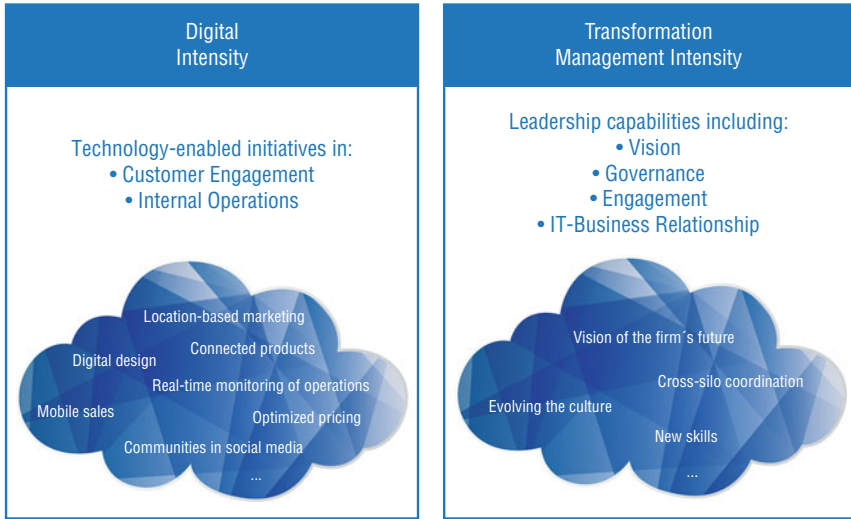 Digital
Intensity
Technology-enabled initiatives in:
• Customer Engagement
• Internal Operations
Location-based marketing
Connected products
Digital design
Real-time monitoring of operations
Mobile sales
Optimized pricing
Communities in social media
...
Transformation
Management Intensity
Leadership capabilities including:
• Vision
• Governance
• Engagement
• IT-Business Relationship
Vision of the firm´s future
Cross-silo coordination
Evolving the culture
New skills
...